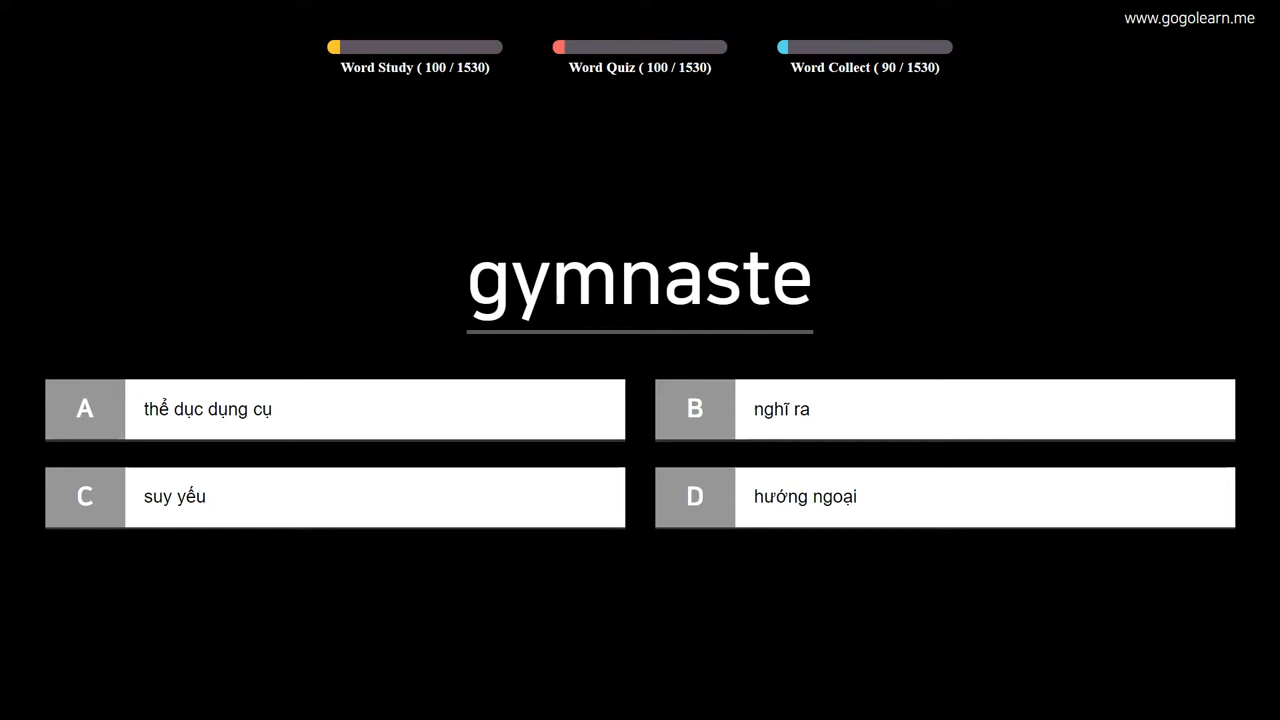 www.gogolearn.me
Word Study ( 100 / 1530)
Word Quiz ( 100 / 1530)
Word Collect ( 90 / 1530)
gymnaste
A thể dục dụng cụ
B nghĩ ra
C suy yếu
D hướng ngoại